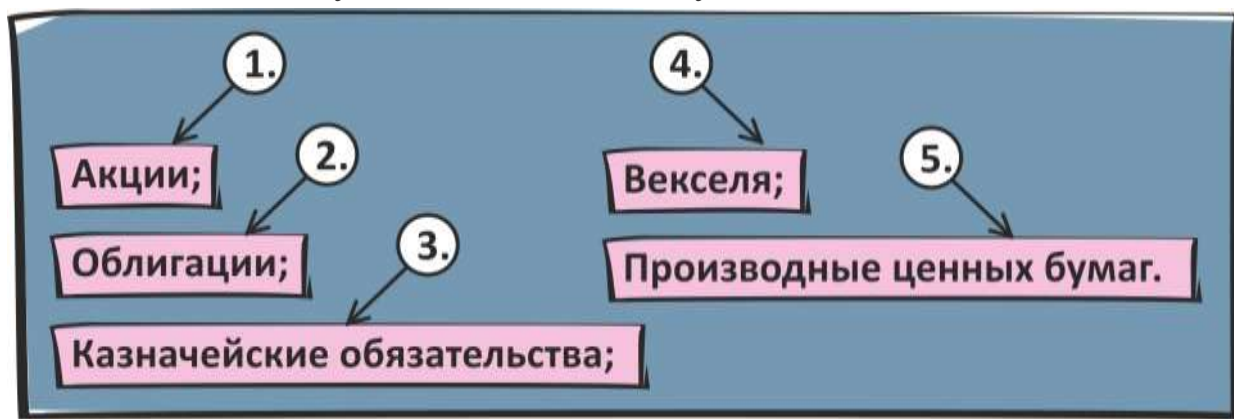 1.
Акции;
2.
Облигации;
3.
Казначейские обязательства;
4.
Векселя;
5.
Производные ценных бумаг.